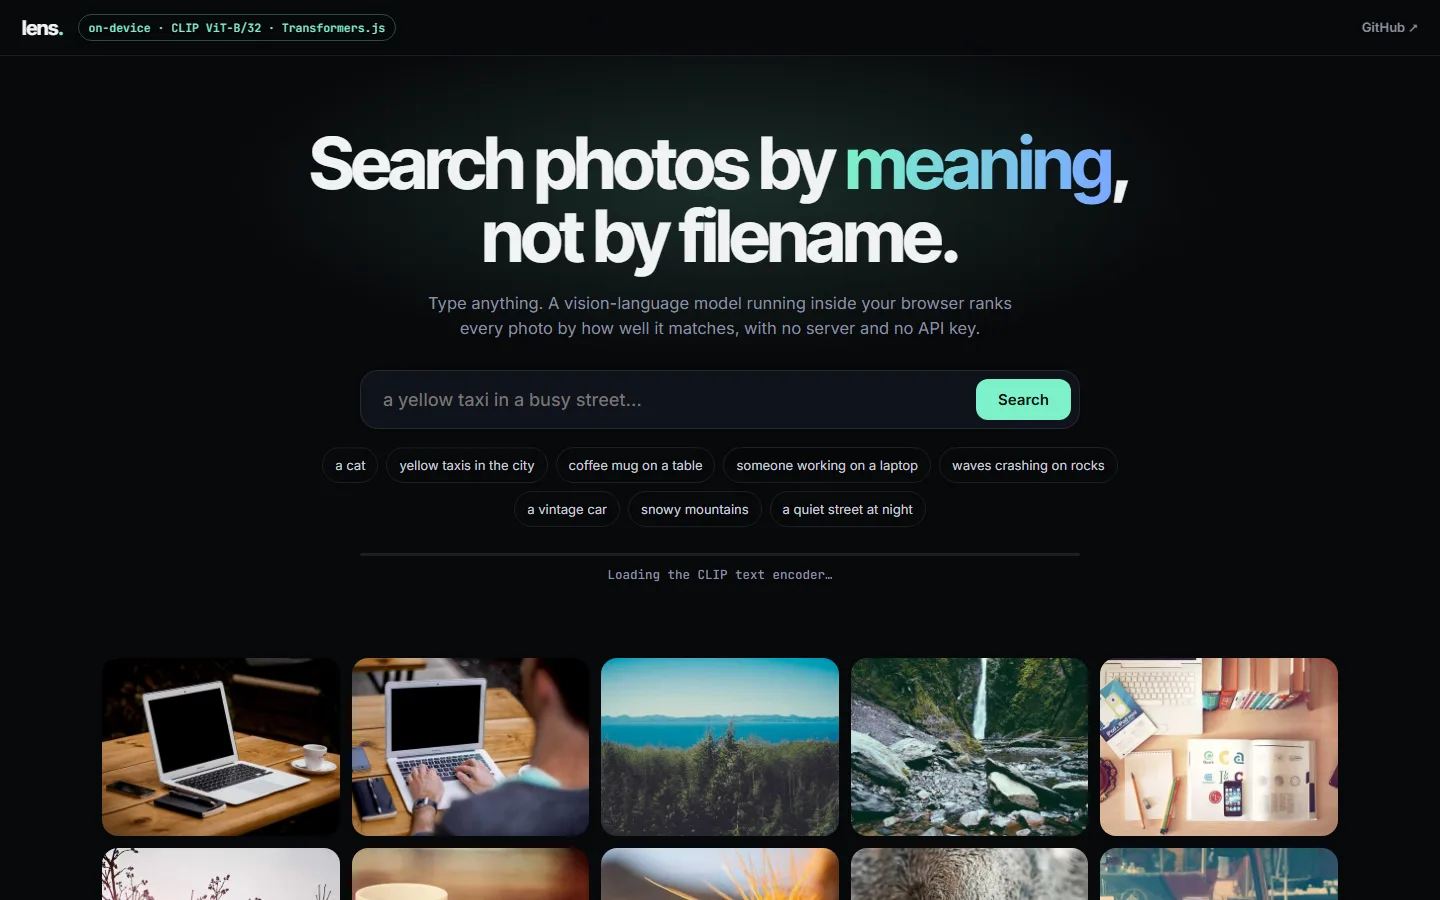 lens.
on-device · CLIP ViT-B/32 · Transformers.js
GitHub ↗
Search photos by meaning,
not by filename.
Type anything. A vision-language model running inside your browser ranks
every photo by how well it matches, with no server and no API key.
a yellow taxi in a busy street…
Search
a cat
yellow taxis in the city
coffee mug on a table
someone working on a laptop
waves crashing on rocks
a vintage car
snowy mountains
a quiet street at night
Loading the CLIP text encoder…